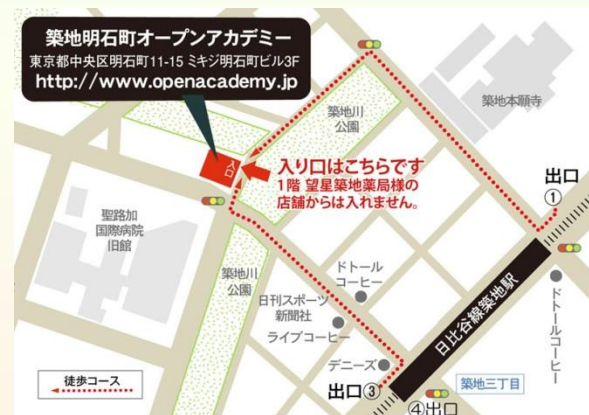 築地明石町オープンアカデミー
東京都中央区明石町11-15 ミキジ明石町ビル3F
http://www.openacademy.jp
築地川
公園
築地本願寺
入口
入り口はこちらです
1階 望星築地薬局様の
店舗からは入れません。
出口
①
聖路加
国際病院
旧館
築地川
公園
ドトール
コーヒー
日刊スポーツ
新聞社
ライブコーヒー
日比谷線築地駅
ドトールコーヒー
デニーズ
徒歩コース
出口③
築地三丁目
④出口